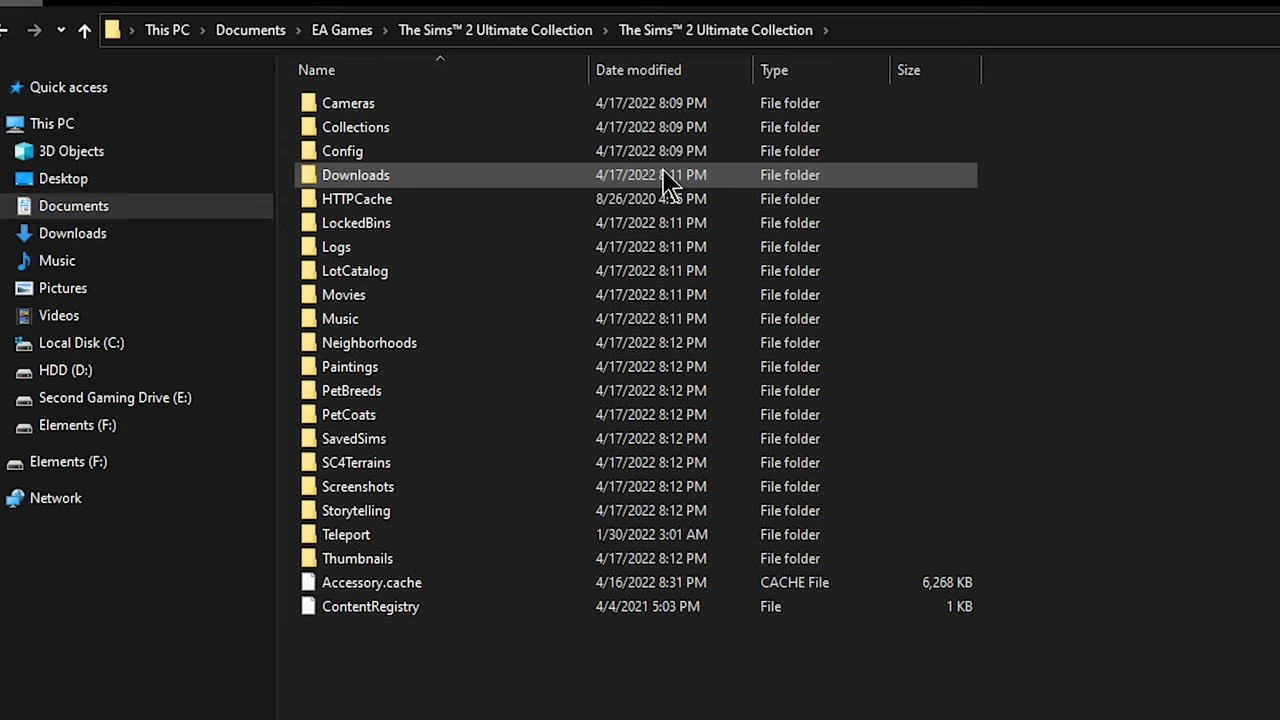 This PC > Documents > EA Games > The Sims™ 2 Ultimate Collection > The Sims™ 2 Ultimate Collection >
Name Date modified Type Size
Quick access
This PC
3D Objects
Desktop
Documents
Downloads
Music
Pictures
Videos
Local Disk (C:)
HDD (D:)
Second Gaming Drive (E:)
Elements (F:)
Elements (F:)
Network
Cameras 4/17/2022 8:09 PM File folder
Collections 4/17/2022 8:09 PM File folder
Config 4/17/2022 8:09 PM File folder
Downloads 4/17/2022 8:11 PM File folder
HTTPCache 8/26/2020 PM File folder
LockedBins 4/17/2022 8:11 PM File folder
Logs 4/17/2022 8:11 PM File folder
LotCatalog 4/17/2022 8:11 PM File folder
Movies 4/17/2022 8:11 PM File folder
Music 4/17/2022 8:11 PM File folder
Neighborhoods 4/17/2022 8:12 PM File folder
Paintings 4/17/2022 8:12 PM File folder
PetBreeds 4/17/2022 8:12 PM File folder
PetCoats 4/17/2022 8:12 PM File folder
SavedSims 4/17/2022 8:12 PM File folder
SC4Terrains 4/17/2022 8:12 PM File folder
Screenshots 4/17/2022 8:12 PM File folder
Storytelling 4/17/2022 8:12 PM File folder
Teleport 1/30/2022 3:01 AM File folder
Thumbnails 4/17/2022 8:12 PM File folder
Accessory.cache 4/16/2022 8:31 PM CACHE File 6,268 KB
ContentRegistry 4/4/2021 5:03 PM File 1 KB